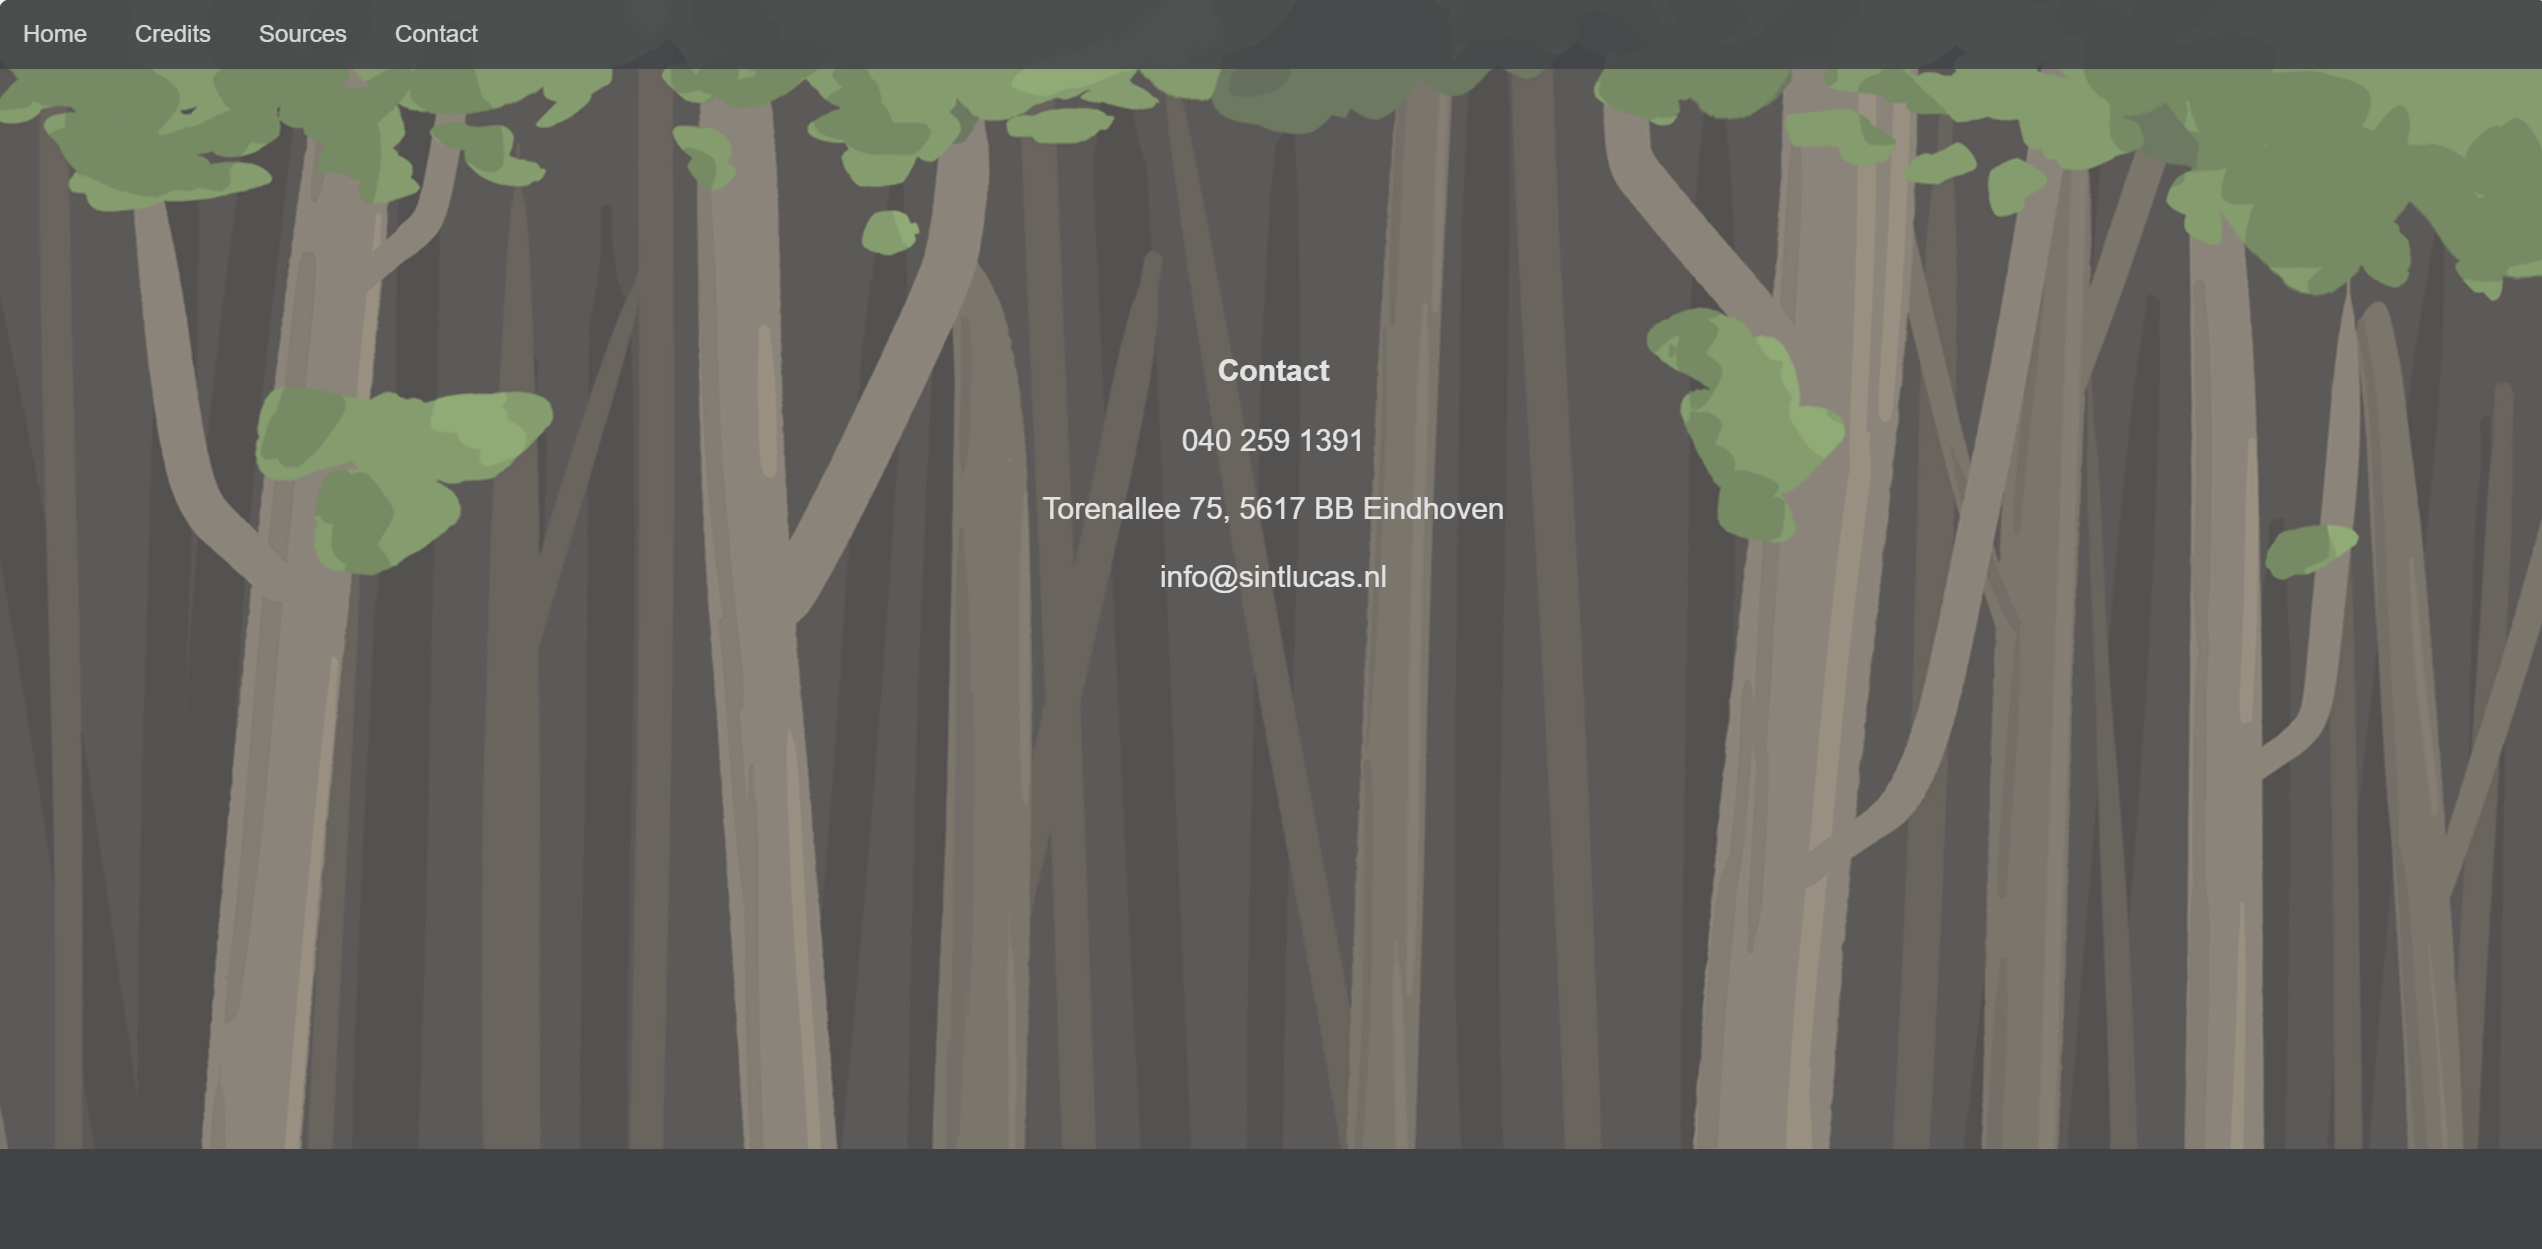 Home Credits Sources Contact
Contact
040 259 1391
Torenallee 75, 5617 BB Eindhoven
info@sintlucas.nl